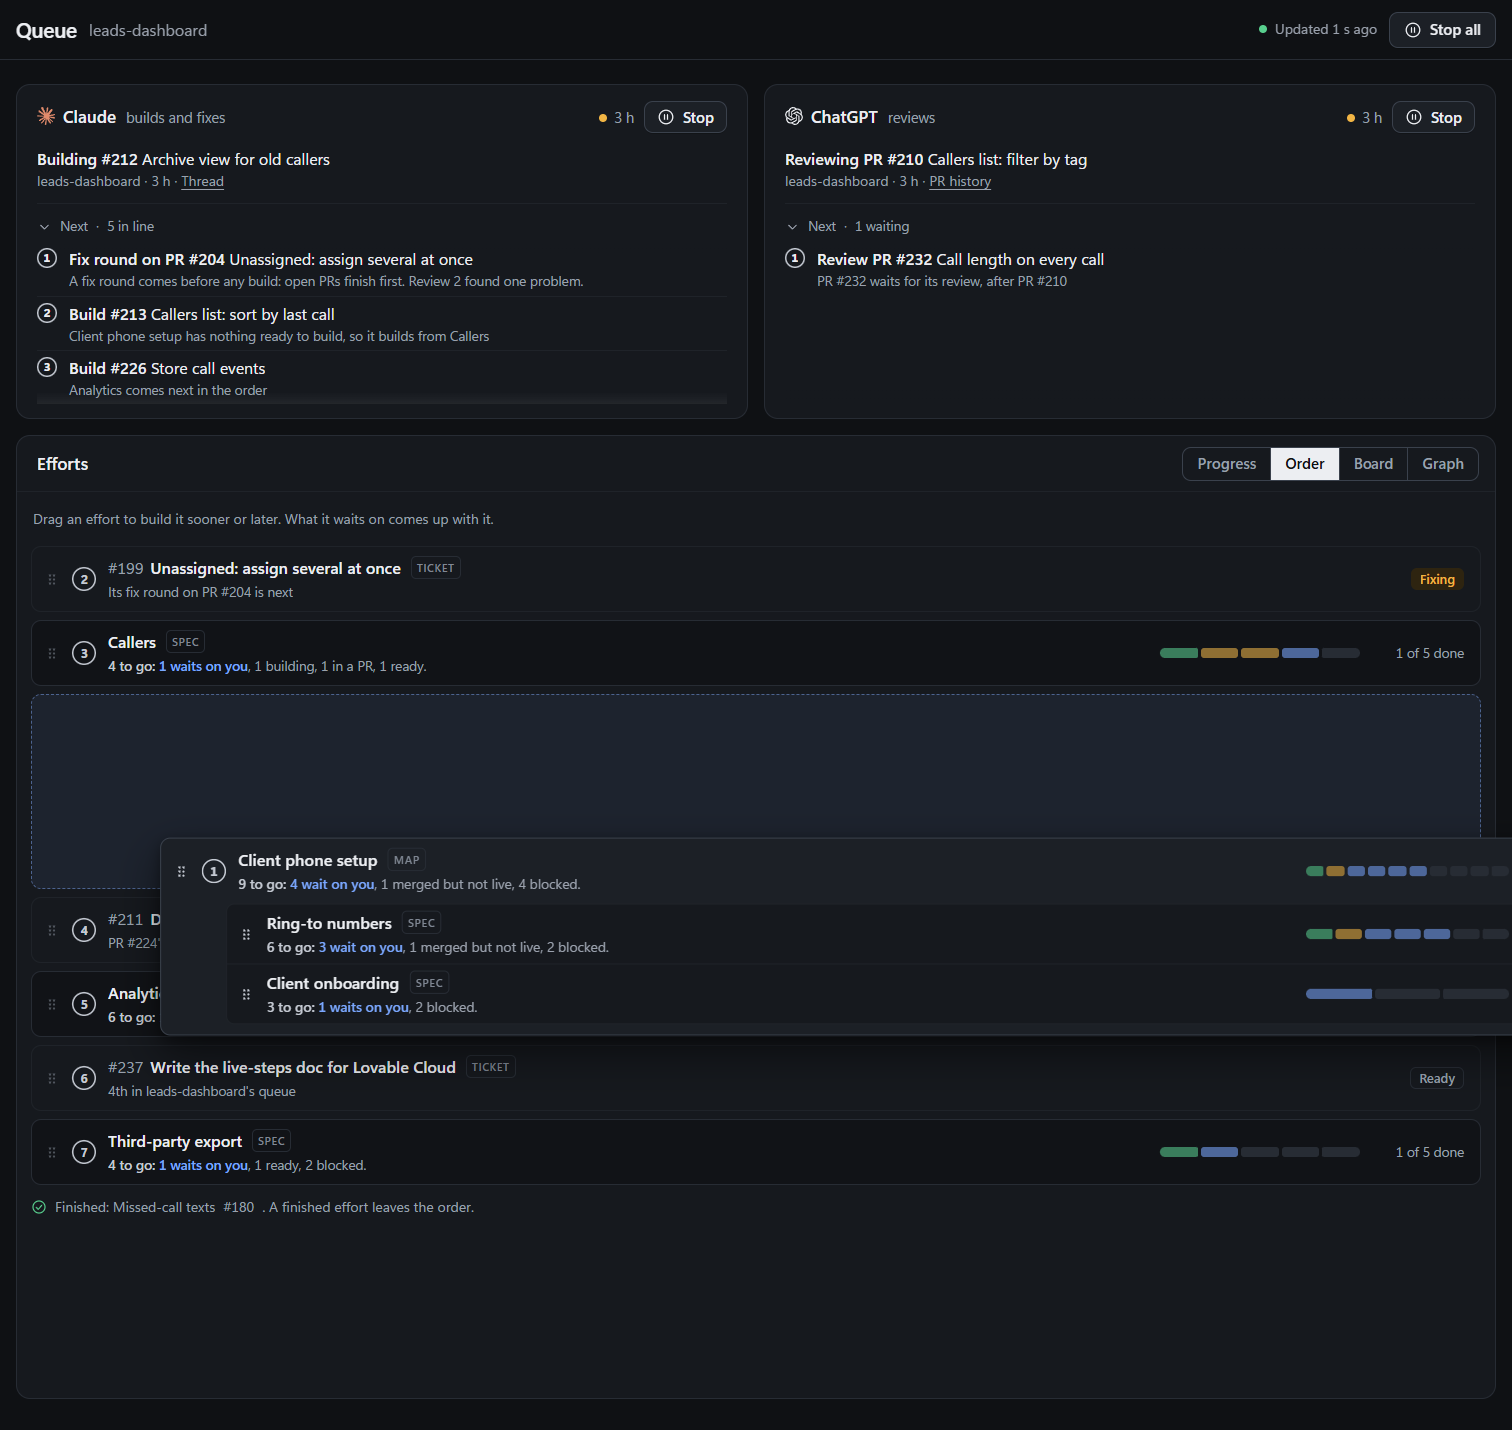 Queue leads-dashboard
Updated 1 s ago
Stop all
Claude builds and fixes
3 h
Stop
Building #212 Archive view for old callers
leads-dashboard · 3 h · Thread
Next · 5 in line
1 Fix round on PR #204 Unassigned: assign several at once
A fix round comes before any build: open PRs finish first. Review 2 found one problem.
2 Build #213 Callers list: sort by last call
Client phone setup has nothing ready to build, so it builds from Callers
3 Build #226 Store call events
Analytics comes next in the order
ChatGPT reviews
3 h
Stop
Reviewing PR #210 Callers list: filter by tag
leads-dashboard · 3 h · PR history
Next · 1 waiting
1 Review PR #232 Call length on every call
PR #232 waits for its review, after PR #210
Efforts
Progress Order Board Graph
Drag an effort to build it sooner or later. What it waits on comes up with it.
2 #199 Unassigned: assign several at once TICKET
Its fix round on PR #204 is next
Fixing
3 Callers SPEC
4 to go: 1 waits on you, 1 building, 1 in a PR, 1 ready.
1 of 5 done
1 Client phone setup MAP
9 to go: 4 wait on you, 1 merged but not live, 4 blocked.
Ring-to numbers SPEC
6 to go: 3 wait on you, 1 merged but not live, 2 blocked.
Client onboarding SPEC
3 to go: 1 waits on you, 2 blocked.
4 #211
PR #224
5
6 to go:
6 #237 Write the live-steps doc for Lovable Cloud TICKET
4th in leads-dashboard's queue
Ready
7 Third-party export SPEC
4 to go: 1 waits on you, 1 ready, 2 blocked.
1 of 5 done
Finished: Missed-call texts #180 . A finished effort leaves the order.